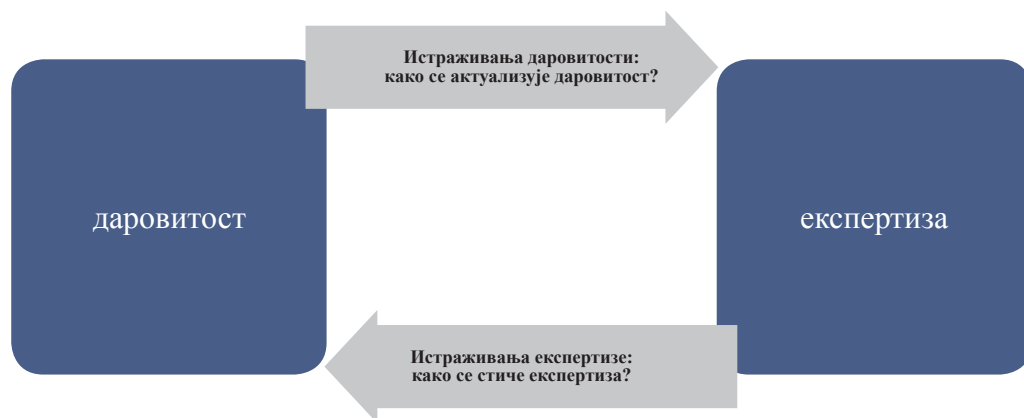 Истраживања даровитости:
како се актуализује даровитост?
даровитост
експертиза
Истраживања експертизе:
како се стиче експертиза?